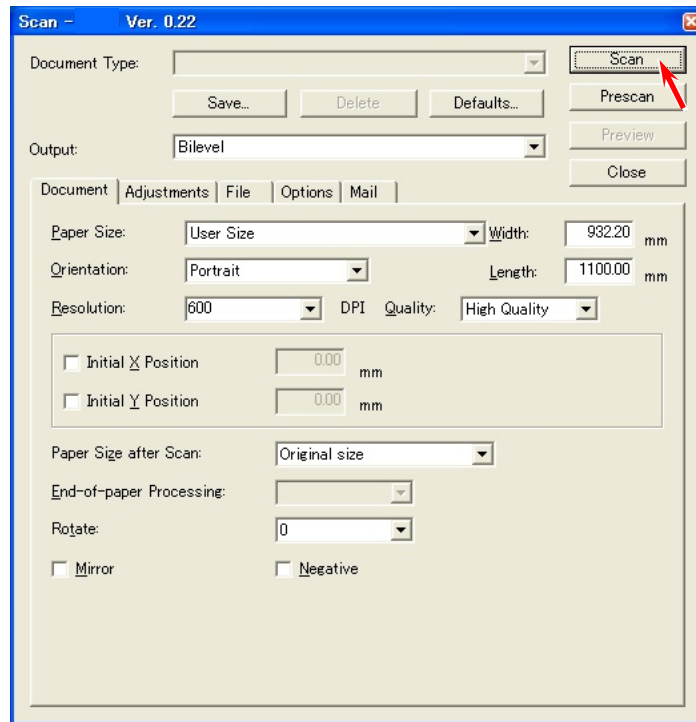 Scan - Ver. 0.22
Document Type:
Scan
Save...
Delete
Defaults...
Prescan
Preview
Output:
Bilevel
Close
Document Adjustments File Options Mail
Paper Size: User Size Width: 932.20 mm
Orientation: Portrait Length: 1100.00 mm
Resolution: 600 DPI Quality: High Quality
Initial X Position 0.00 mm
Initial Y Position 0.00 mm
Paper Size after Scan: Original size
End-of-paper Processing:
Rotate: 0
Mirror Negative